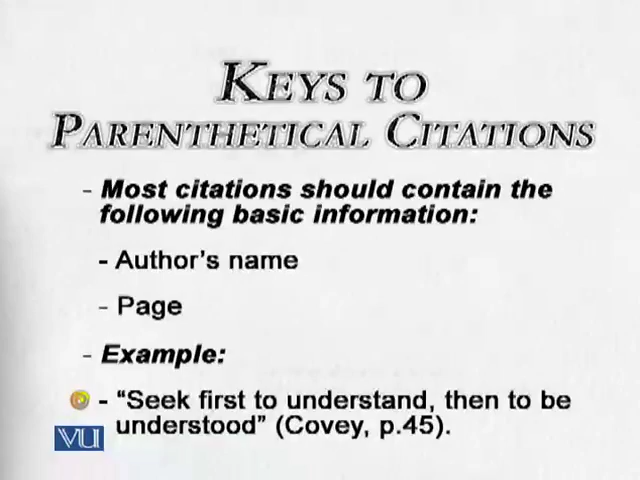 KEYS TO
PARENTHETICAL CITATIONS
- Most citations should contain the
following basic information:
- Author's name
- Page
- Example:
- “Seek first to understand, then to be
understood” (Covey, p.45).
VU